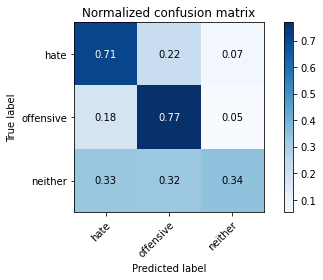 Normalized confusion matrix
hate 0.71 0.22 0.07
offensive 0.18 0.77 0.05
neither 0.33 0.32 0.34
hate offensive neither
True label
Predicted label
0.7
0.6
0.5
0.4
0.3
0.2
0.1